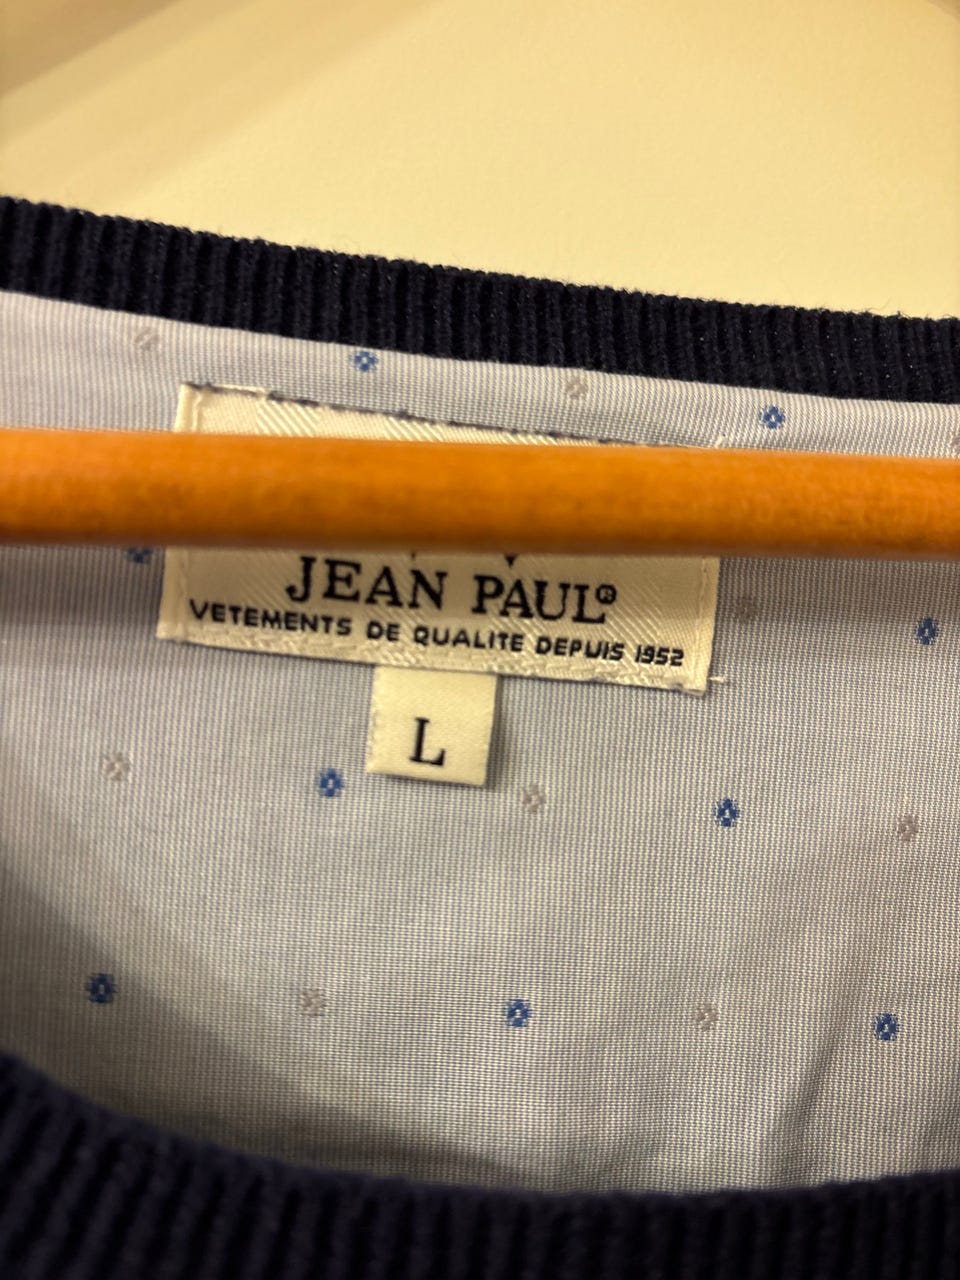 JEAN PAUL®
VETEMENTS DE QUALITE DEPUIS 1952
L